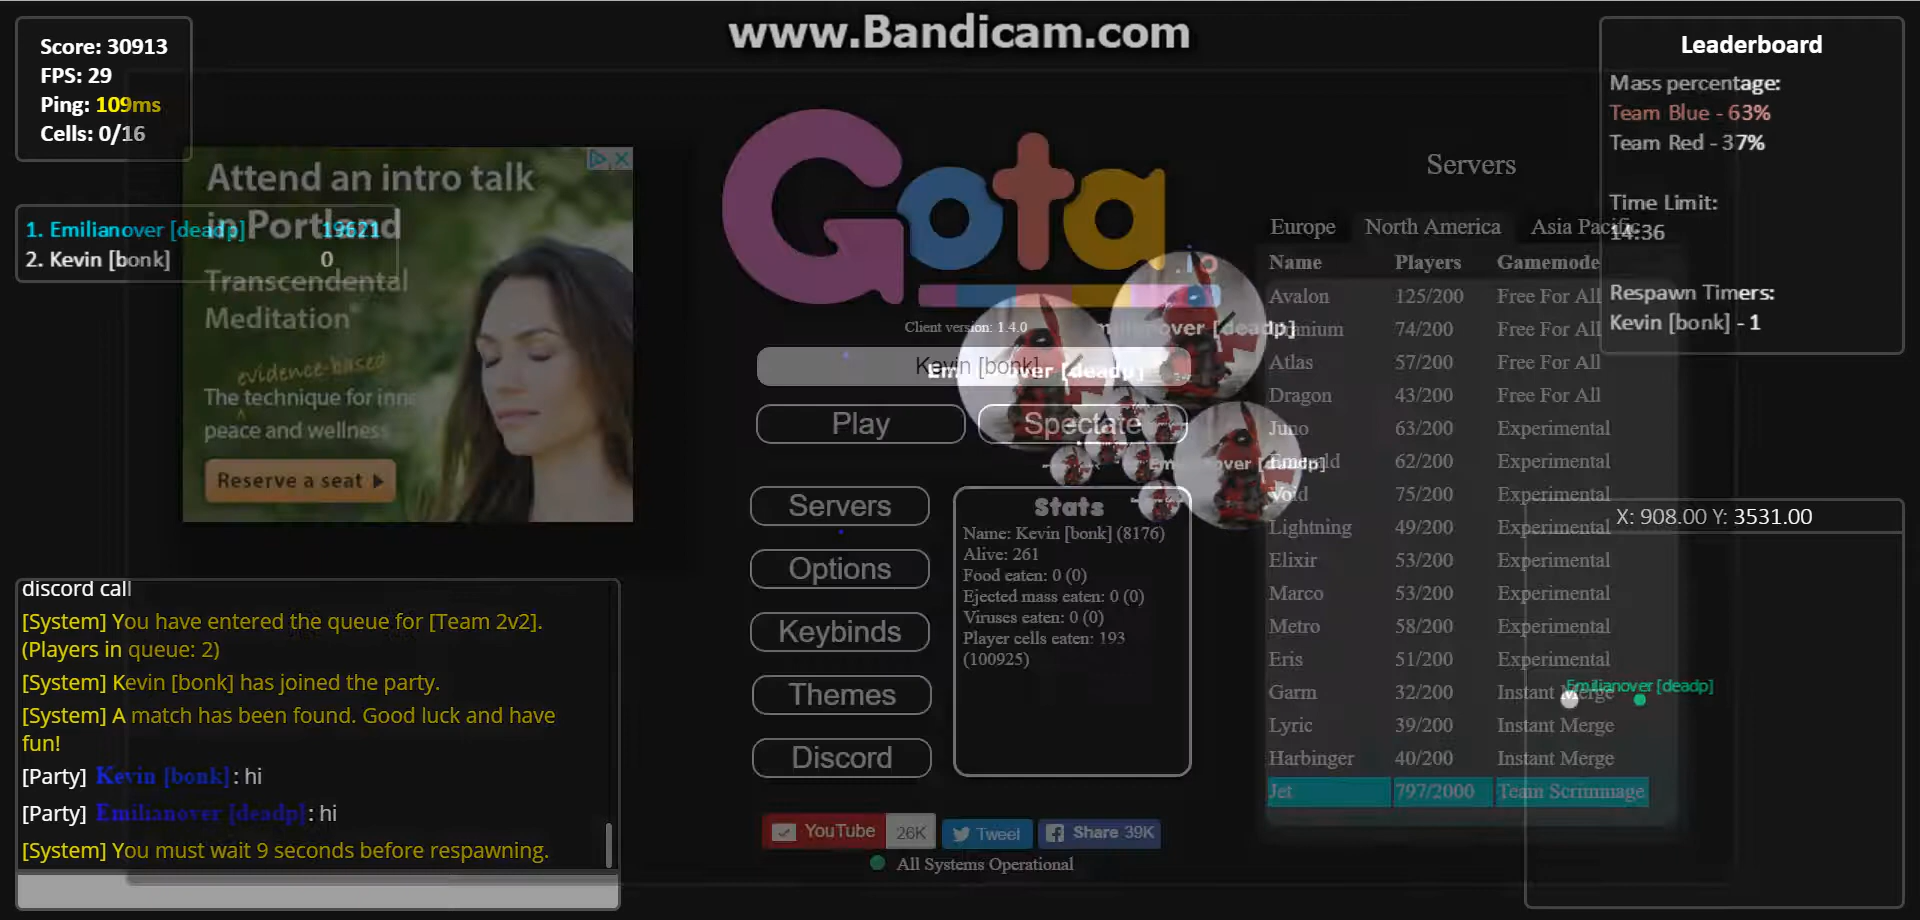 www.Bandicam.com
Score: 30913
FPS: 29
Ping: 109ms
Cells: 0/16
1. Emilianover [deadp] 19621
2. Kevin [bonk] 0
Attend an intro talk
in Portland
Transcendental
Meditation®
evidence-based
The technique for inner
peace and wellness
Reserve a seat
discord call
[System] You have entered the queue for [Team 2v2].
(Players in queue: 2)
[System] Kevin [bonk] has joined the party.
[System] A match has been found. Good luck and have
fun!
[Party] Kevin [bonk]: hi
[Party] Emilianover [deadp]: hi
[System] You must wait 9 seconds before respawning.
Gota
.io
Client version: 1.4.0
Kevin [bonk]
Emilianover [deadp]
Emilianover [deadp]
Emilianover [deadp]
Play
Spectate
Servers
Options
Keybinds
Themes
Discord
Stats
Name: Kevin [bonk] (8176)
Alive: 261
Food eaten: 0 (0)
Ejected mass eaten: 0 (0)
Viruses eaten: 0 (0)
Player cells eaten: 193
(100925)
YouTube 26K
Tweet
Share 39K
All Systems Operational
Servers
Europe North America Asia Pacific
Name Players Gamemode
Avalon 125/200 Free For All
74/200 Free For All
Atlas 57/200 Free For All
Dragon 43/200 Free For All
Juno 63/200 Experimental
Emerald 62/200 Experimental
Void 75/200 Experimental
Lightning 49/200 Experimental
Elixir 53/200 Experimental
Marco 53/200 Experimental
Metro 58/200 Experimental
Eris 51/200 Experimental
Garm 32/200 Instant Merge
Lyric 39/200 Instant Merge
Harbinger 40/200 Instant Merge
Jet 797/2000 Team Scrimmage
Leaderboard
Mass percentage:
Team Blue - 63%
Team Red - 37%
Time Limit:
14:36
Respawn Timers:
Kevin [bonk] - 1
X: 908.00 Y: 3531.00
Emilianover [deadp]